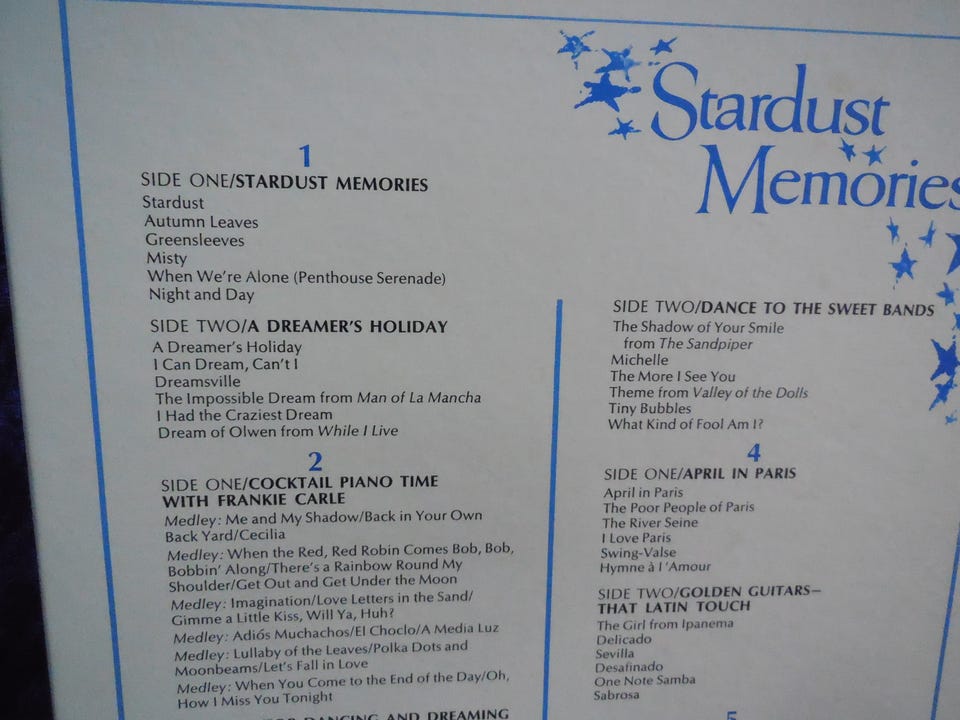 Stardust
Memories
1
SIDE ONE/STARDUST MEMORIES
Stardust
Autumn Leaves
Greensleeves
Misty
When We're Alone (Penthouse Serenade)
Night and Day
SIDE TWO/A DREAMER'S HOLIDAY
A Dreamer's Holiday
I Can Dream, Can't I
Dreamsville
The Impossible Dream from Man of La Mancha
I Had the Craziest Dream
Dream of Olwen from While I Live
2
SIDE ONE/COCKTAIL PIANO TIME
WITH FRANKIE CARLE
Medley: Me and My Shadow/Back in Your Own
Back Yard/Cecilia
Medley: When the Red, Red Robin Comes Bob, Bob,
Bobbin' Along/There's a Rainbow Round My
Shoulder/Get Out and Get Under the Moon
Medley: Imagination/Love Letters in the Sand/
Gimme a Little Kiss, Will Ya, Huh?
Medley: Adiós Muchachos/El Choclo/A Media Luz
Medley: Lullaby of the Leaves/Polka Dots and
Moonbeams/Let's Fall in Love
Medley: When You Come to the End of the Day/Oh,
How I Miss You Tonight
DANCING AND DREAMING
SIDE TWO/DANCE TO THE SWEET BANDS
The Shadow of Your Smile
from The Sandpiper
Michelle
The More I See You
Theme from Valley of the Dolls
Tiny Bubbles
What Kind of Fool Am I?
4
SIDE ONE/APRIL IN PARIS
April in Paris
The Poor People of Paris
The River Seine
I Love Paris
Swing-Valse
Hymne à l'Amour
SIDE TWO/GOLDEN GUITARS—
THAT LATIN TOUCH
The Girl from Ipanema
Delicado
Sevilla
Desafinado
One Note Samba
Sabrosa
5